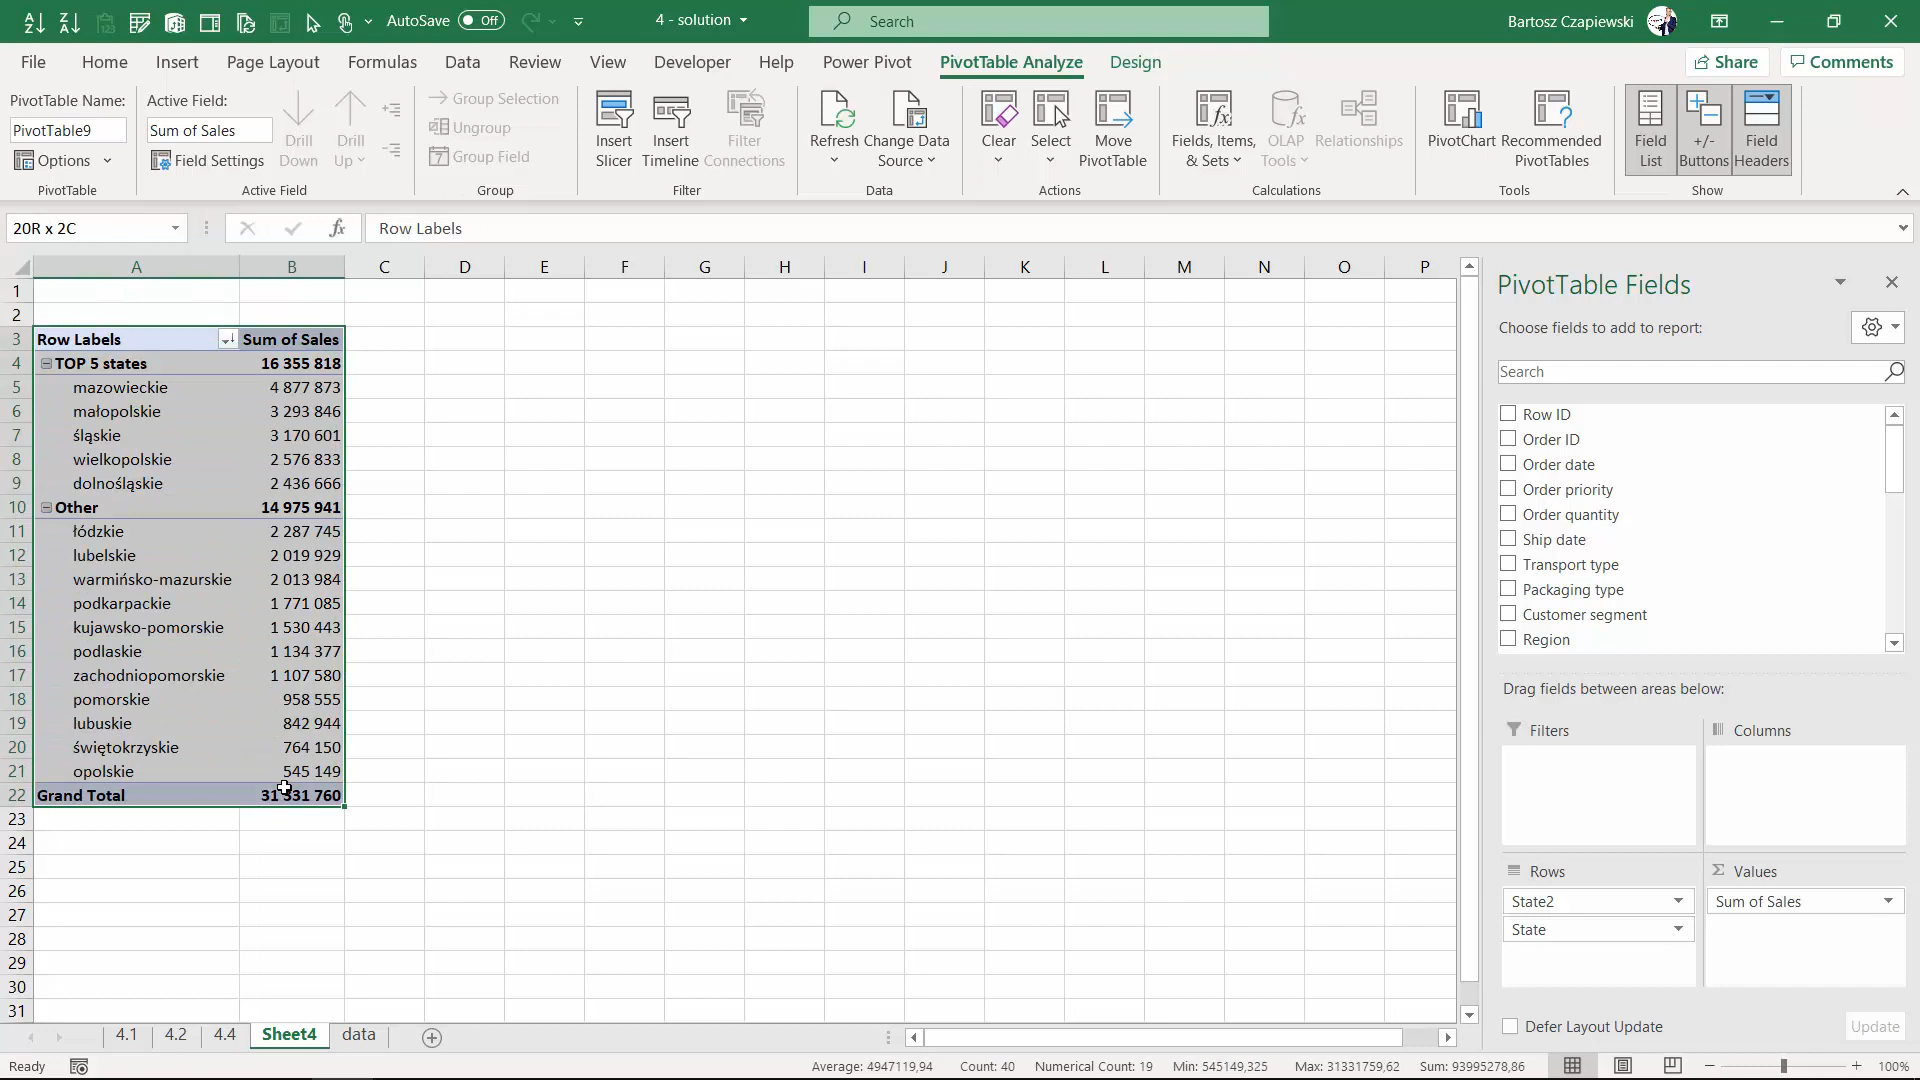 AutoSave Off
4 - solution
Search
Bartosz Czapiewski
File Home Insert Page Layout Formulas Data Review View Developer Help Power Pivot PivotTable Analyze Design
Share
Comments
PivotTable Name:
PivotTable9
Options
PivotTable
Active Field:
Sum of Sales
Field Settings
Drill Down
Drill Up
Active Field
Group Selection
Ungroup
Group Field
Group
Insert Slicer
Insert Timeline
Filter Connections
Filter
Refresh
Change Data Source
Data
Clear
Select
Move PivotTable
Actions
Fields, Items, & Sets
OLAP Tools
Relationships
Calculations
PivotChart
Recommended PivotTables
Tools
Field List
+/- Buttons
Field Headers
Show
20R x 2C
fx
Row Labels
A B C D E F G H I J K L M N O P
1
2
3 Row Labels Sum of Sales
4 TOP 5 states 16 355 818
5 mazowieckie 4 877 873
6 małopolskie 3 293 846
7 śląskie 3 170 601
8 wielkopolskie 2 576 833
9 dolnośląskie 2 436 666
10 Other 14 975 941
11 łódzkie 2 287 745
12 lubelskie 2 019 929
13 warmińsko-mazurskie 2 013 984
14 podkarpackie 1 771 085
15 kujawsko-pomorskie 1 530 443
16 podlaskie 1 134 377
17 zachodniopomorskie 1 107 580
18 pomorskie 958 555
19 lubuskie 842 944
20 świętokrzyskie 764 150
21 opolskie 545 149
22 Grand Total 31 331 760
23
24
25
26
27
28
29
30
31
PivotTable Fields
Choose fields to add to report:
Search
Row ID
Order ID
Order date
Order priority
Order quantity
Ship date
Transport type
Packaging type
Customer segment
Region
Drag fields between areas below:
Filters
Columns
Rows
State2
State
Values
Sum of Sales
Defer Layout Update
Update
4.1 4.2 4.4 Sheet4 data
Ready
Average: 4947119,94 Count: 40 Numerical Count: 19 Min: 545149,325 Max: 31331759,62 Sum: 93995278,86
100%